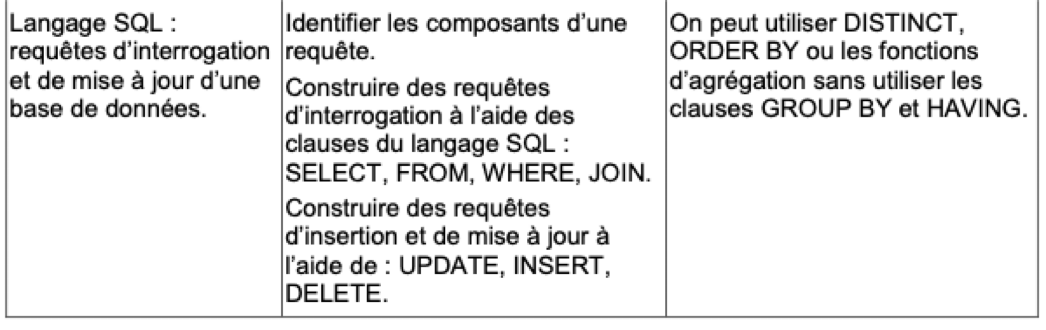 Langage SQL :
requêtes d’interrogation
et de mise à jour d’une
base de données.
Identifier les composants d’une
requête.
Construire des requêtes
d’interrogation à l’aide des
clauses du langage SQL :
SELECT, FROM, WHERE, JOIN.
Construire des requêtes
d’insertion et de mise à jour à
l’aide de : UPDATE, INSERT,
DELETE.
On peut utiliser DISTINCT,
ORDER BY ou les fonctions
d’agrégation sans utiliser les
clauses GROUP BY et HAVING.